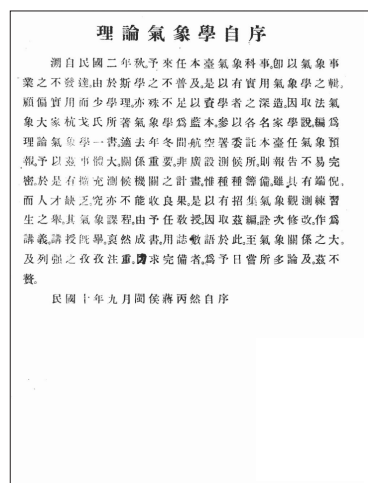 理論氣象學自序
溯自民國二年秋,予來任本臺氣象科事,卽以氣象事
業之不發達,由於斯學之不普及,是以有實用氣象學之輯。
顧偏實用而少學理,亦殊不足以資學者之深造,因取法氣
象大家杭戈氏所著氣象學爲監本,參以各名家學說,編爲
理論氣象學一書,適去年冬間,航空署委託本臺任氣象預
報,予以茲事體大,關係重要,非廣設測候所,則報告不易完
密,於是有擴充測候機關之計畫,惟種種籌備,雖具有端倪,
而人才缺乏,究亦不能收良果,是以有招集氣象觀測練習
生之舉,其氣象課程,由予任敎授,因取茲編,詮次修改,作爲
講義,講授旣畢,裒然成書,用誌數語於此,至氣象關係之大,
及列强之孜孜注重,求完備者,爲予日嘗所多論及,茲不
贅。
民國十年九月閩侯蔣丙然自序